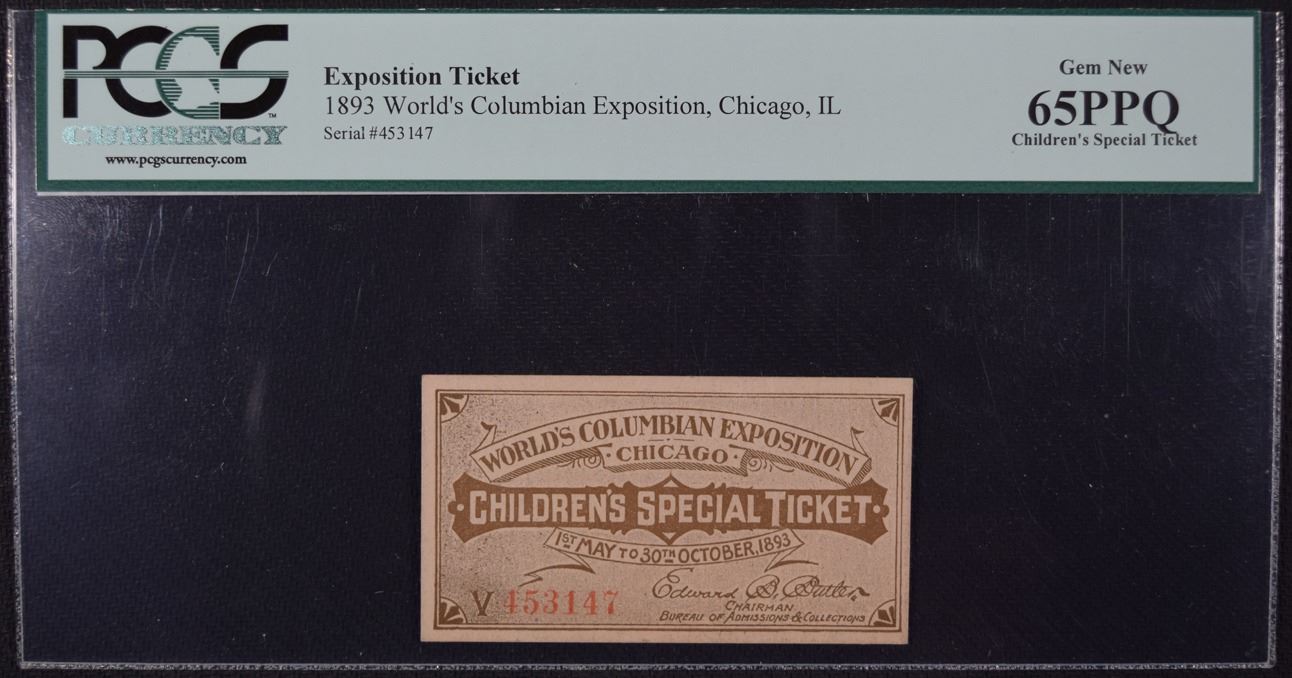 PCGS
CURRENCY
TM
www.pcgscurrency.com
Exposition Ticket
1893 World's Columbian Exposition, Chicago, IL
Serial #453147
Gem New
65PPQ
Children's Special Ticket
WORLD'S COLUMBIAN EXPOSITION
CHICAGO
CHILDREN'S SPECIAL TICKET
1ST MAY TO 30TH OCTOBER, 1893
V 453147
Edward B. Butler
CHAIRMAN
BUREAU OF ADMISSIONS & COLLECTIONS